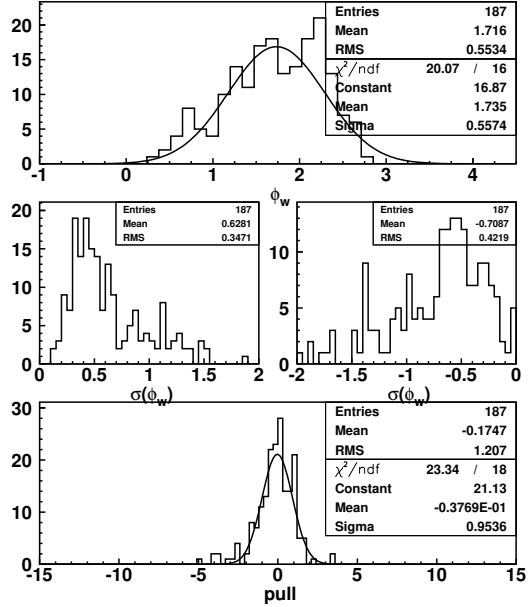 20
15
10
5
0
Entries 187
Mean 1.716
RMS 0.5534
χ²/ndf 20.07 / 16
Constant 16.87
Mean 1.735
Sigma 0.5574
-1 0 1 2 3 4
ϕw
20
15
10
5
0
Entries 187
Mean 0.6281
RMS 0.3471
0 0.5 1 1.5 2
σ(ϕw)
10
5
0
Entries 187
Mean -0.7087
RMS 0.4219
-2 -1.5 -1 -0.5 0
σ(ϕw)
30
20
10
0
Entries 187
Mean -0.1747
RMS 1.207
χ²/ndf 23.34 / 18
Constant 21.13
Mean -0.3769E-01
Sigma 0.9536
-15 -10 -5 0 5 10 15
pull